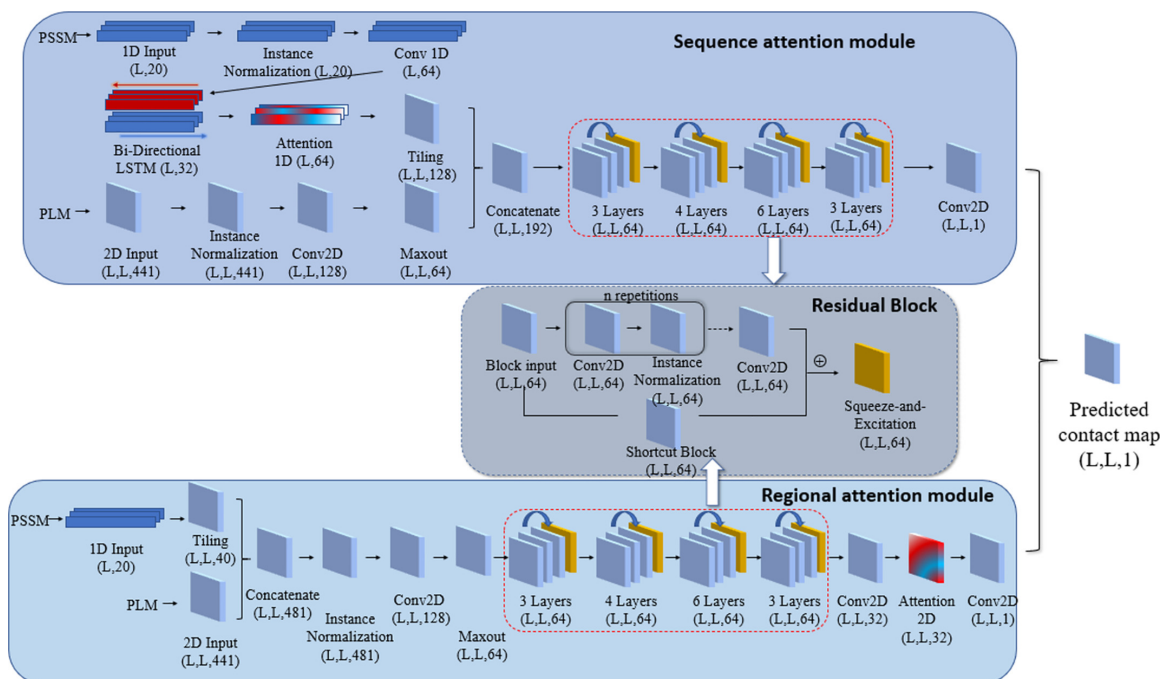 Sequence attention module
PSSM
1D Input
(L,20)
Instance
Normalization (L,20)
Conv 1D
(L,64)
Bi-Directional
LSTM (L,32)
Attention
1D (L,64)
Tiling
(L,L,128)
PLM
2D Input
(L,L,441)
Instance
Normalization
(L,L,441)
Conv2D
(L,L,128)
Maxout
(L,L,64)
Concatenate
(L,L,192)
3 Layers
(L,L,64)
4 Layers
(L,L,64)
6 Layers
(L,L,64)
3 Layers
(L,L,64)
Conv2D
(L,L,1)
Residual Block
n repetitions
Block input
(L,L,64)
Conv2D
(L,L,64)
Instance
Normalization
(L,L,64)
Conv2D
(L,L,64)
⊕
Squeeze-and-
Excitation
(L,L,64)
Shortcut Block
(L,L,64)
Predicted
contact map
(L,L,1)
Regional attention module
PSSM
1D Input
(L,20)
Tiling
(L,L,40)
PLM
2D Input
(L,L,441)
Concatenate
(L,L,481)
Instance
Normalization
(L,L,481)
Conv2D
(L,L,128)
Maxout
(L,L,64)
3 Layers
(L,L,64)
4 Layers
(L,L,64)
6 Layers
(L,L,64)
3 Layers
(L,L,64)
Conv2D
(L,L,32)
Attention
2D
(L,L,32)
Conv2D
(L,L,1)